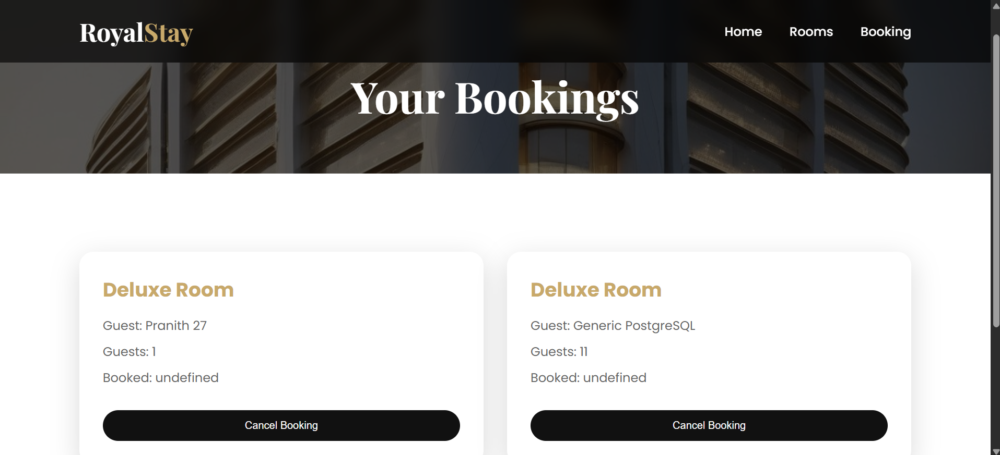 RoyalStay
Home Rooms Booking
Your Bookings
Deluxe Room
Guest: Pranith 27
Guests: 1
Booked: undefined
Cancel Booking
Deluxe Room
Guest: Generic PostgreSQL
Guests: 11
Booked: undefined
Cancel Booking